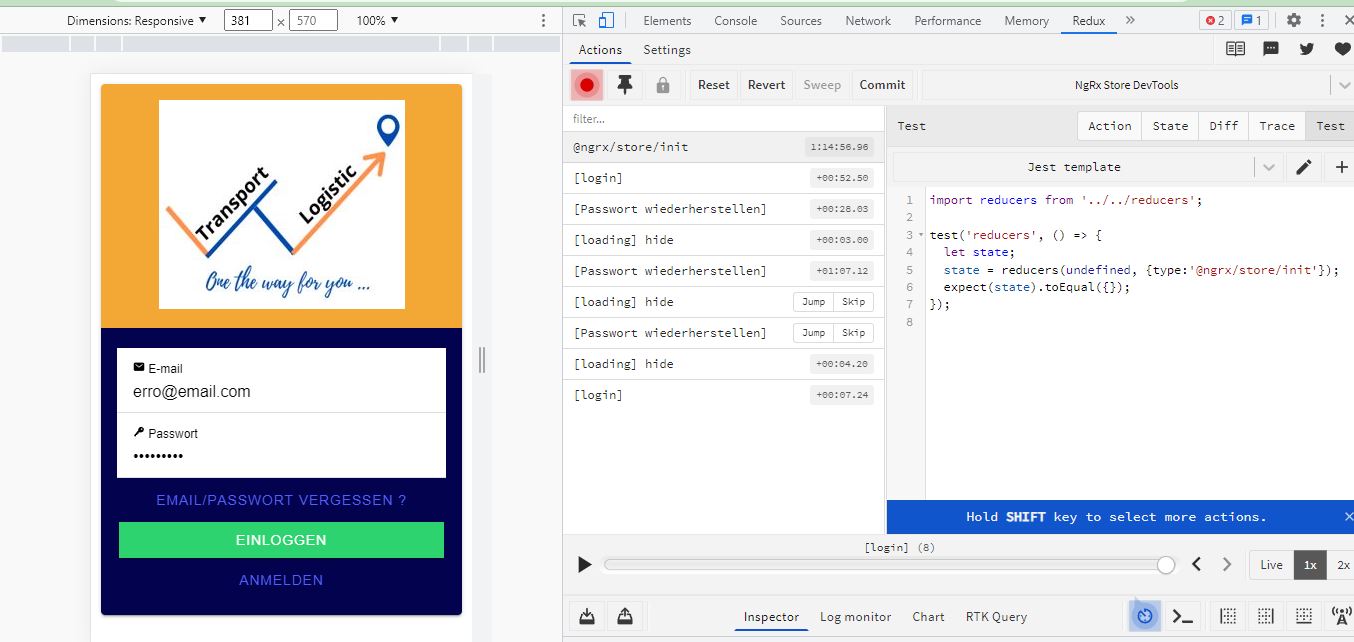 Dimensions: Responsive ▼ 381 × 570 100% ▼
Elements Console Sources Network Performance Memory Redux » 2 1
Actions Settings
Reset Revert Sweep Commit NgRx Store DevTools
filter...
@ngrx/store/init 1:14:56.96
[login] +00:52.50
[Passwort wiederherstellen] +00:28.03
[loading] hide +00:03.00
[Passwort wiederherstellen] +01:07.12
[loading] hide Jump Skip
[Passwort wiederherstellen] Jump Skip
[loading] hide +00:04.20
[login] +00:07.24
Test Action State Diff Trace Test
Jest template
1 import reducers from '../../reducers';
2
3 test('reducers', () => {
4 let state;
5 state = reducers(undefined, {type:'@ngrx/store/init'});
6 expect(state).toEqual({});
7 });
8
Hold SHIFT key to select more actions.
[login] (8)
Live 1x 2x
Inspector Log monitor Chart RTK Query
Transport
Logistic
One the way for you ...
E-mail
erro@email.com
Passwort
•••••••••
EMAIL/PASSWORT VERGESSEN ?
EINLOGGEN
ANMELDEN